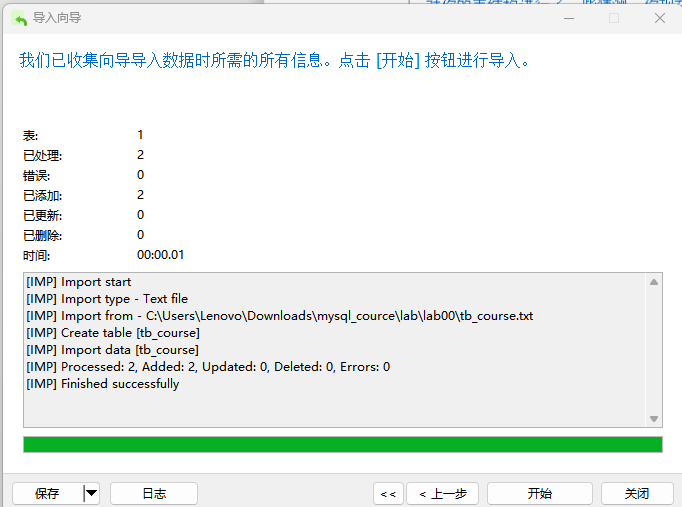 导入向导
我们已收集向导导入数据时所需的所有信息。点击 [开始] 按钮进行导入。
表: 1
已处理: 2
错误: 0
已添加: 2
已更新: 0
已删除: 0
时间: 00:00.01
[IMP] Import start
[IMP] Import type - Text file
[IMP] Import from - C:\Users\Lenovo\Downloads\mysql_cource\lab\lab00\tb_course.txt
[IMP] Create table [tb_course]
[IMP] Import data [tb_course]
[IMP] Processed: 2, Added: 2, Updated: 0, Deleted: 0, Errors: 0
[IMP] Finished successfully
保存 日志 << < 上一步 开始 关闭